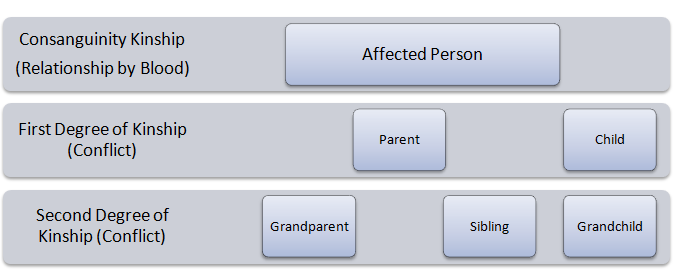 Consanguinity Kinship
(Relationship by Blood)
Affected Person
First Degree of Kinship
(Conflict)
Parent
Child
Second Degree of
Kinship (Conflict)
Grandparent
Sibling
Grandchild